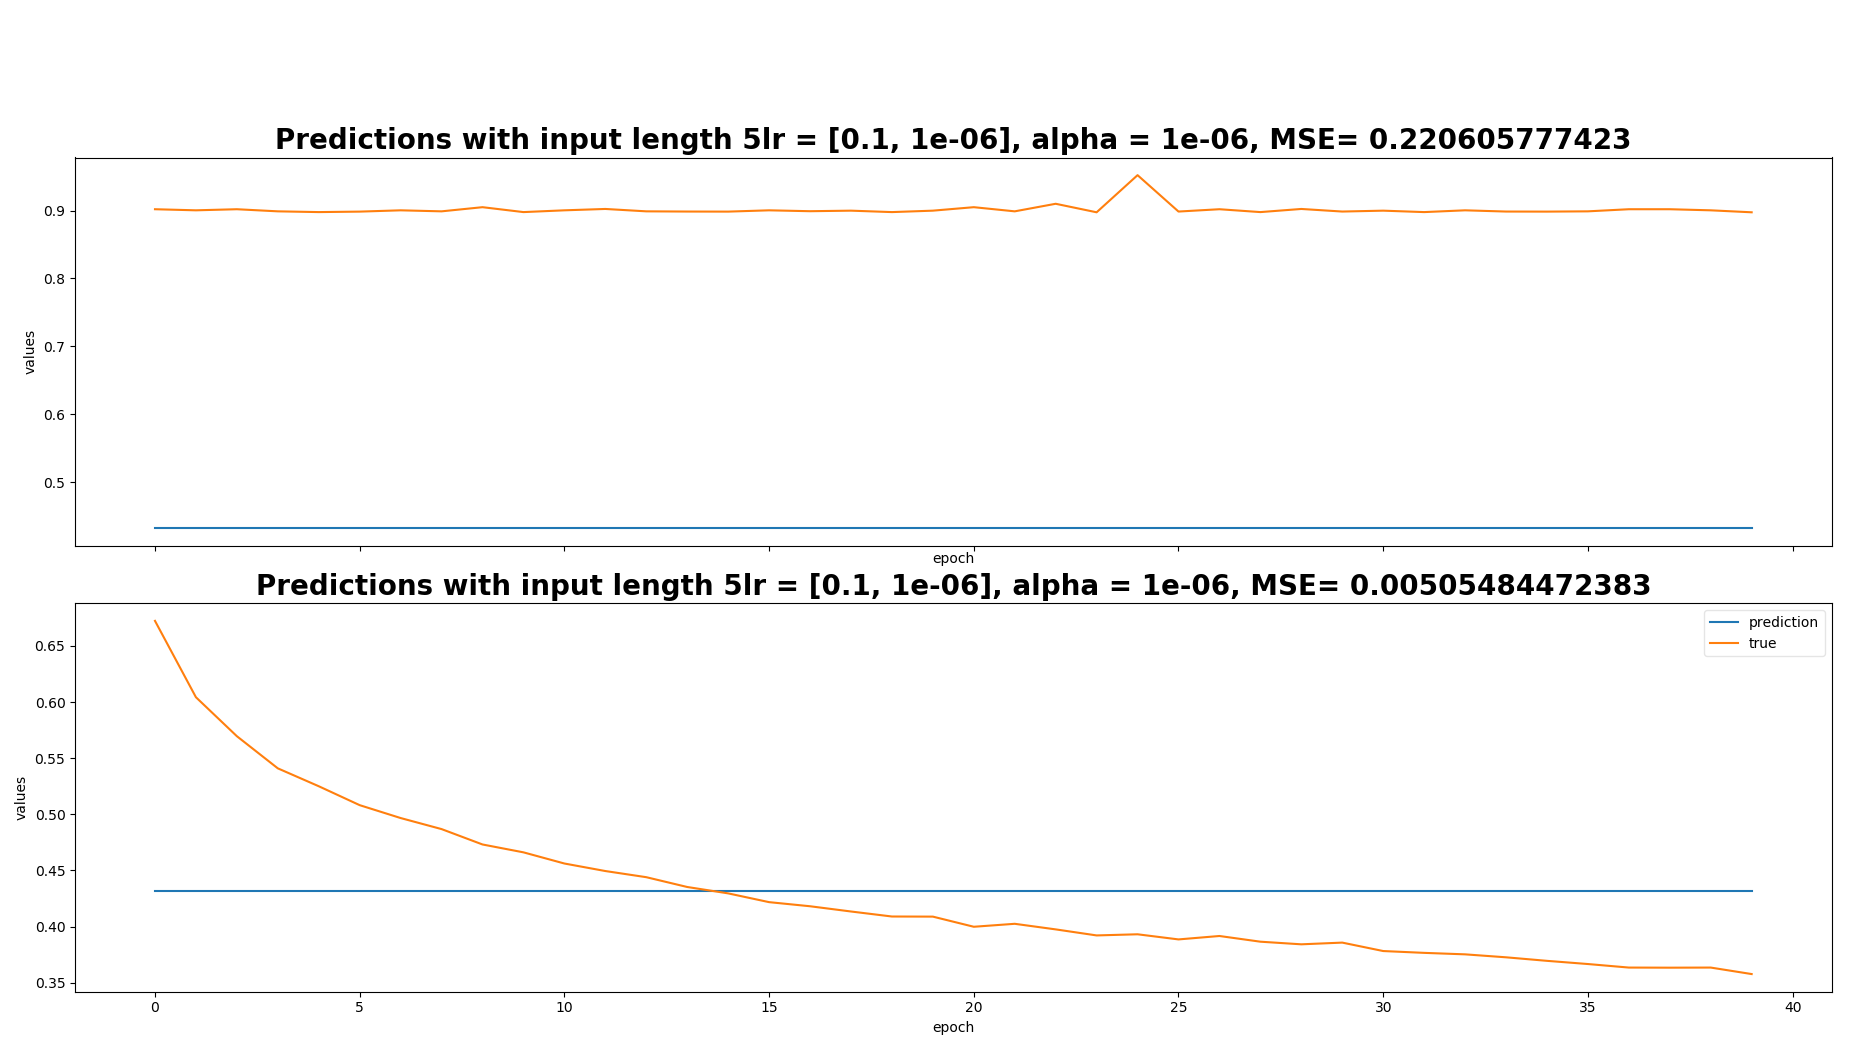 Predictions with input length 5lr = [0.1, 1e-06], alpha = 1e-06, MSE= 0.220605777423
0.9
0.8
0.7
0.6
0.5
values
epoch
Predictions with input length 5lr = [0.1, 1e-06], alpha = 1e-06, MSE= 0.00505484472383
prediction
true
0.65
0.60
0.55
0.50
0.45
0.40
0.35
values
0 5 10 15 20 25 30 35 40
epoch